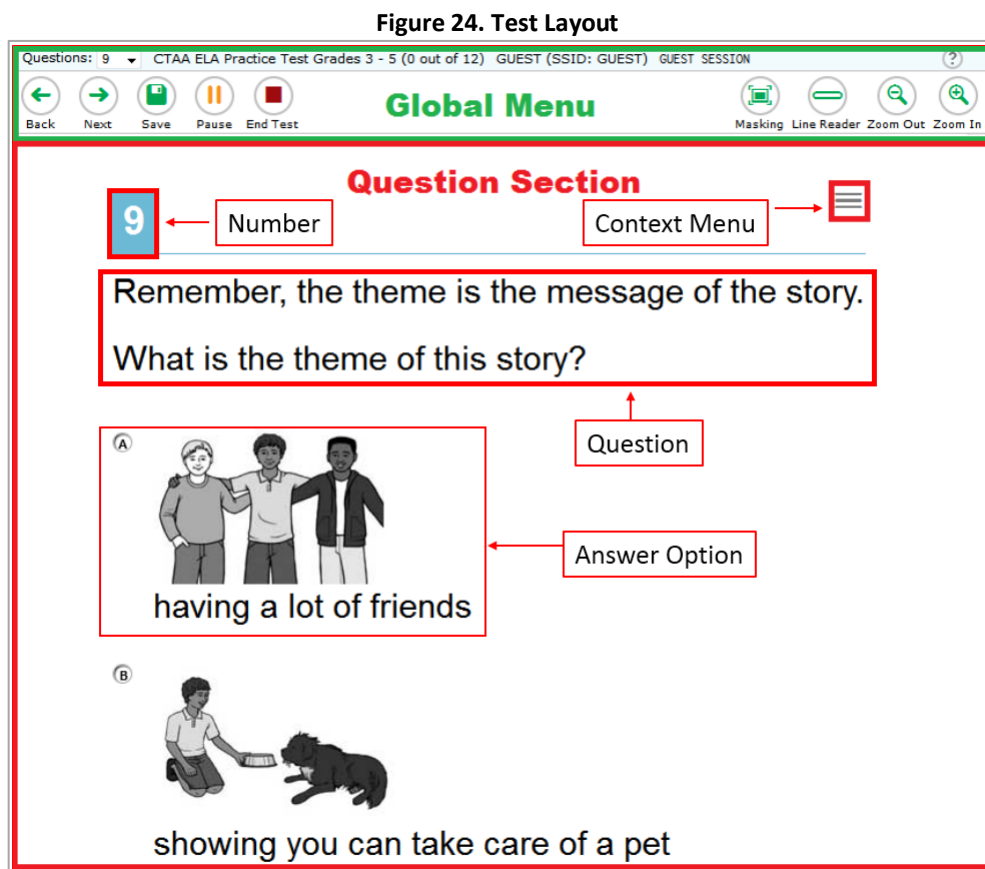 Figure 24. Test Layout
Questions: 9 CTAA ELA Practice Test Grades 3 - 5 (0 out of 12) GUEST (SSID: GUEST) GUEST SESSION ?
Back Next Save Pause End Test Global Menu Masking Line Reader Zoom Out Zoom In
Question Section
9 Number Context Menu
Remember, the theme is the message of the story.
What is the theme of this story?
Question
A
Answer Option
having a lot of friends
B
showing you can take care of a pet